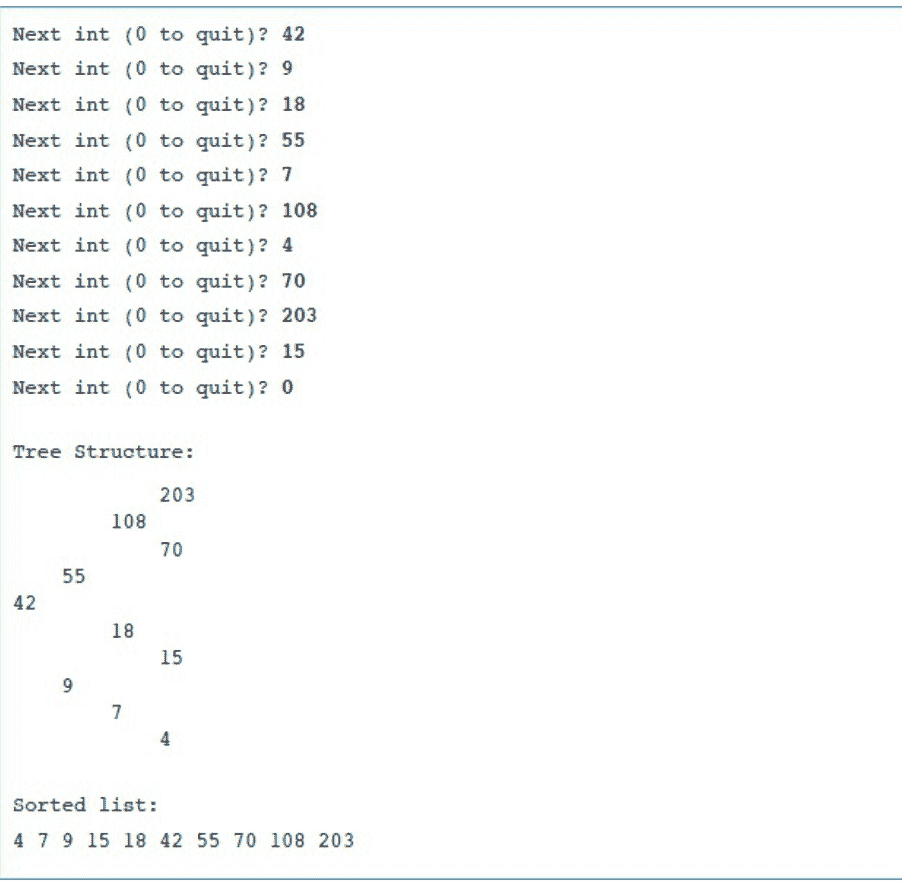 Next int (0 to quit)? 42
Next int (0 to quit)? 9
Next int (0 to quit)? 18
Next int (0 to quit)? 55
Next int (0 to quit)? 7
Next int (0 to quit)? 108
Next int (0 to quit)? 4
Next int (0 to quit)? 70
Next int (0 to quit)? 203
Next int (0 to quit)? 15
Next int (0 to quit)? 0
Tree Structure:
            203
        108
            70
    55
42
        18
            15
    9
        7
            4
Sorted list:
4 7 9 15 18 42 55 70 108 203